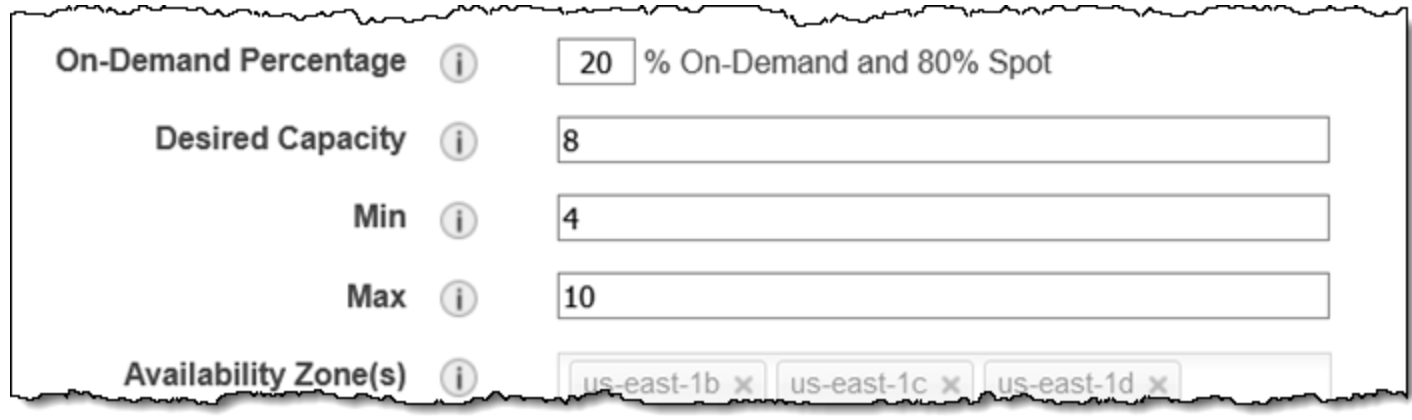 On-Demand Percentage i 20 % On-Demand and 80% Spot
Desired Capacity i 8
Min i 4
Max i 10
Availability Zone(s) i us-east-1b × us-east-1c × us-east-1d ×